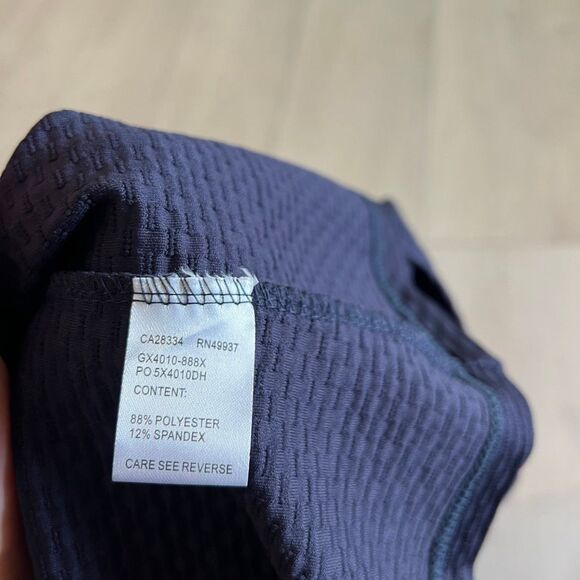 CA28334 RN49937
GX4010-888X
PO 5X4010DH
CONTENT:
88% POLYESTER
12% SPANDEX
CARE SEE REVERSE